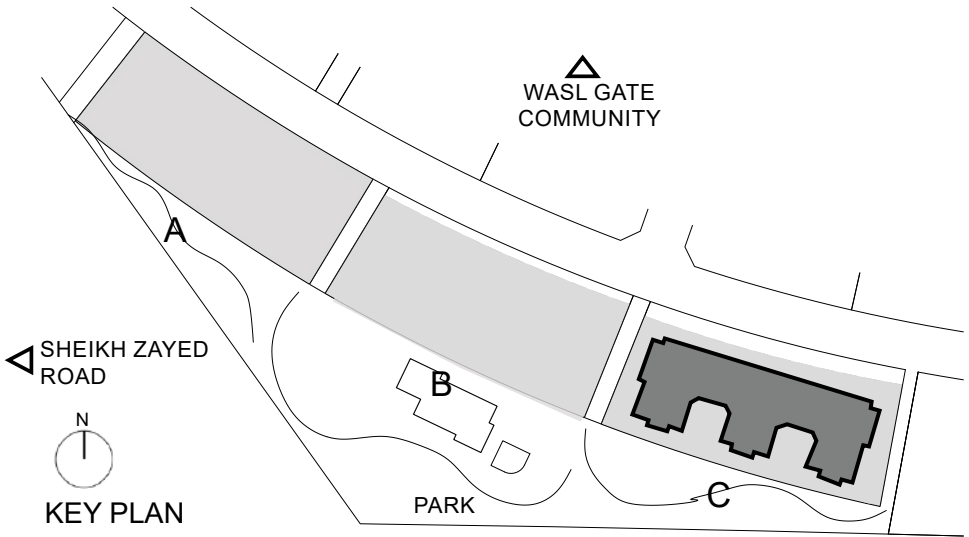 WASL GATE
COMMUNITY
A
SHEIKH ZAYED
ROAD
B
N
KEY PLAN
PARK
C